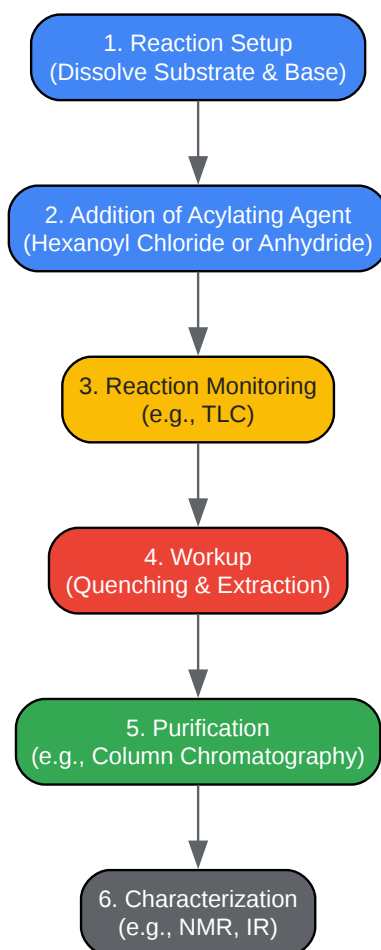 1. Reaction Setup
(Dissolve Substrate & Base)
2. Addition of Acylating Agent
(Hexanoyl Chloride or Anhydride)
3. Reaction Monitoring
(e.g., TLC)
4. Workup
(Quenching & Extraction)
5. Purification
(e.g., Column Chromatography)
6. Characterization
(e.g., NMR, IR)